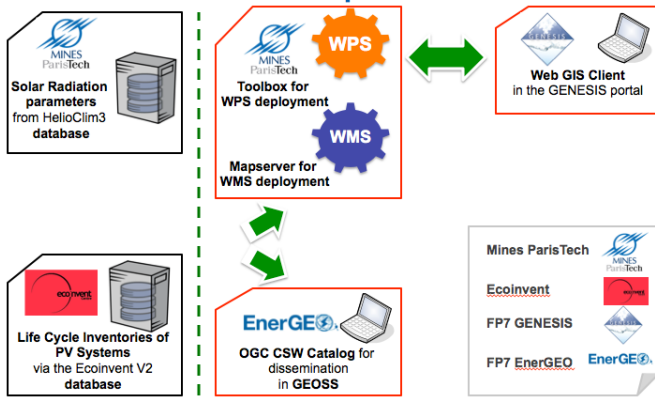 MINES
ParisTech
Solar Radiation
parameters
from HelioClim3
database
MINES
ParisTech
WPS
Toolbox for
WPS deployment
WMS
Mapserver for
WMS deployment
GENESIS
Web GIS Client
in the GENESIS portal
ecoinvent
Life Cycle Inventories of
PV Systems
via the Ecoinvent V2
database
EnerGEO
OGC CSW Catalog for
dissemination
in GEOSS
Mines ParisTech
MINES
ParisTech
Ecoinvent
ecoinvent
FP7 GENESIS
GENESIS
FP7 EnerGEO
EnerGEO